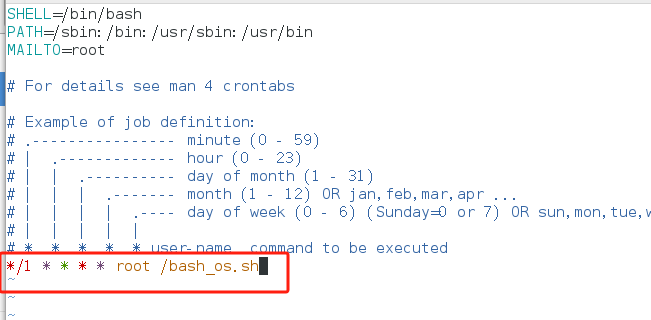 SHELL=/bin/bash
PATH=/sbin:/bin:/usr/sbin:/usr/bin
MAILTO=root
# For details see man 4 crontabs
# Example of job definition:
# .---------------- minute (0 - 59)
# | .------------- hour (0 - 23)
# | | .---------- day of month (1 - 31)
# | | | .------- month (1 - 12) OR jan,feb,mar,apr ...
# | | | | .---- day of week (0 - 6) (Sunday=0 or 7) OR sun,mon,tue,w
# | | | | |
# * * * * * user-name command to be executed
*/1 * * * * root /bash_os.sh
~
~